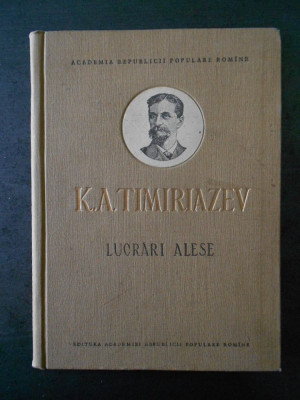 ACADEMIA REPUBLICII POPULARE ROMÎNE
K.A. TIMIRIAZEV
LUCRĂRI ALESE
EDITURA ACADEMIEI REPUBLICII POPULARE ROMÎNE